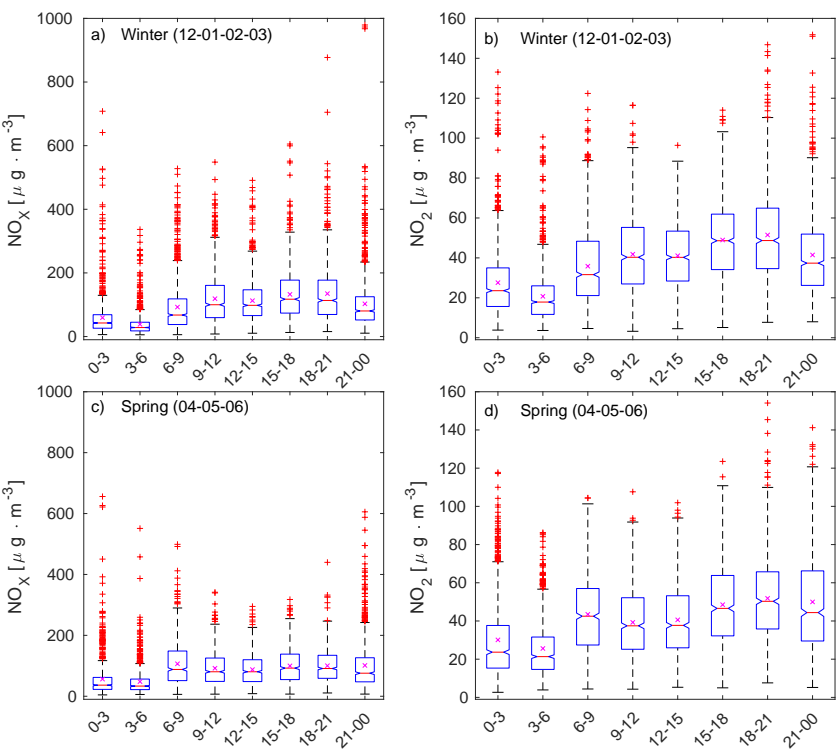 a) Winter (12-01-02-03)
NO_X [ μ g · m^-3]
1000
800
600
400
200
0
0-3 3-6 6-9 9-12 12-15 15-18 18-21 21-00
b) Winter (12-01-02-03)
NO_2 [ μ g · m^-3]
160
140
120
100
80
60
40
20
0
0-3 3-6 6-9 9-12 12-15 15-18 18-21 21-00
c) Spring (04-05-06)
NO_X [ μ g · m^-3]
1000
800
600
400
200
0
0-3 3-6 6-9 9-12 12-15 15-18 18-21 21-00
d) Spring (04-05-06)
NO_2 [ μ g · m^-3]
160
140
120
100
80
60
40
20
0
0-3 3-6 6-9 9-12 12-15 15-18 18-21 21-00